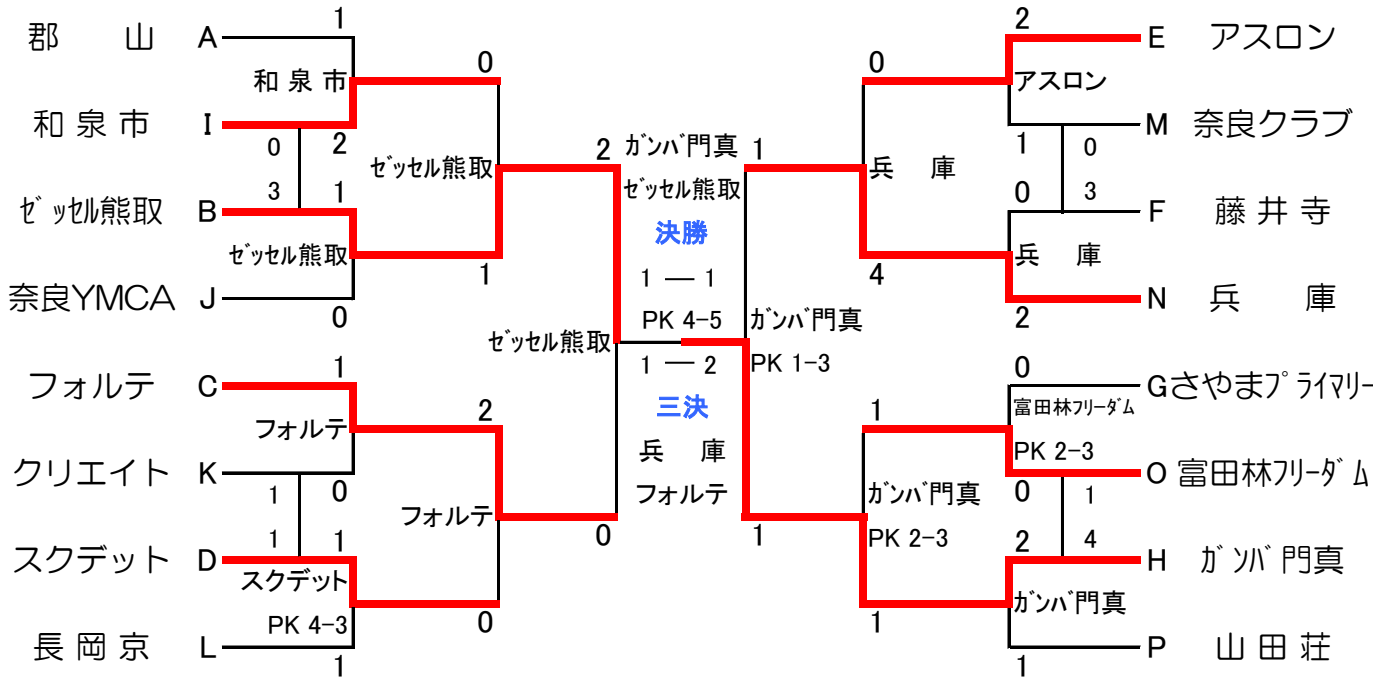 郡 山 A
1
和泉市
和泉市 I
2
0
0
3
1
ゼッセル熊取 B
ゼッセル熊取
奈良YMCA J
0
ゼッセル熊取
1
2
フォルテ C
1
フォルテ
クリエイト K
0
2
1
1
1
スクデット D
スクデット
PK 4-3
長岡京 L
1
フォルテ
0
0
ゼッセル熊取
ガンバ門真
ゼッセル熊取
決勝
1 ― 1
PK 4-5
1 ― 2
三決
兵 庫
フォルテ
1
ガンバ門真
PK 1-3
1
0
兵 庫
4
2
E アスロン
アスロン
M 奈良クラブ
1
0
0
3
F 藤井寺
兵 庫
N 兵 庫
2
1
ガンバ門真
PK 2-3
1
0
Gさやまプライマリー
富田林フリーダム
PK 2-3
O 富田林フリーダム
0
1
2
4
H ガンバ門真
ガンバ門真
P 山田荘
1